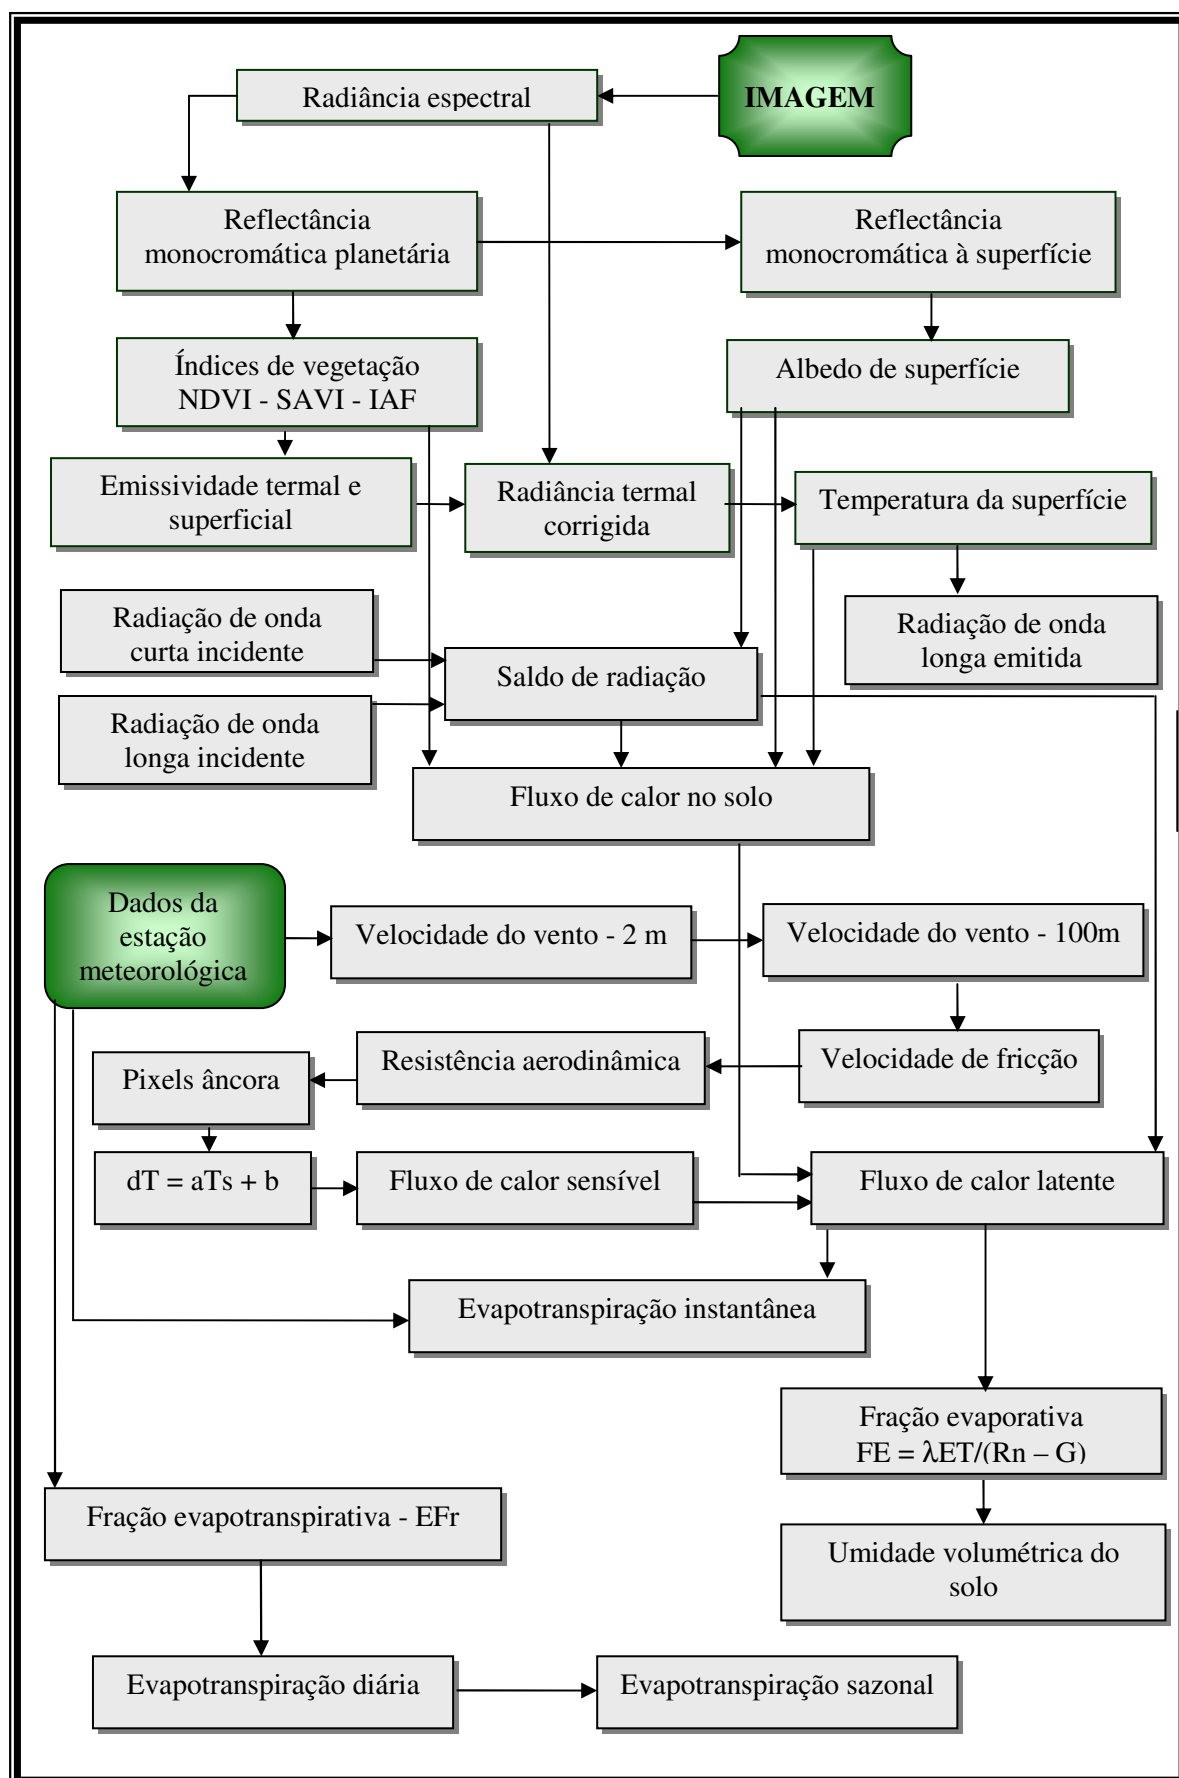 IMAGEM
Radiância espectral
Reflectância
monocromática planetária
Reflectância
monocromática à superfície
Índices de vegetação
NDVI - SAVI - IAF
Albedo de superfície
Emissividade termal e
superficial
Radiância termal
corrigida
Temperatura da superfície
Radiação de onda
curta incidente
Radiação de onda
longa emitida
Saldo de radiação
Radiação de onda
longa incidente
Fluxo de calor no solo
Dados da
estação
meteorológica
Velocidade do vento - 2 m
Velocidade do vento - 100m
Velocidade de fricção
Resistência aerodinâmica
Pixels âncora
dT = aTs + b
Fluxo de calor sensível
Fluxo de calor latente
Evapotranspiração instantânea
Fração evaporativa
FE = λET/(Rn – G)
Fração evapotranspirativa - EFr
Umidade volumétrica do
solo
Evapotranspiração diária
Evapotranspiração sazonal